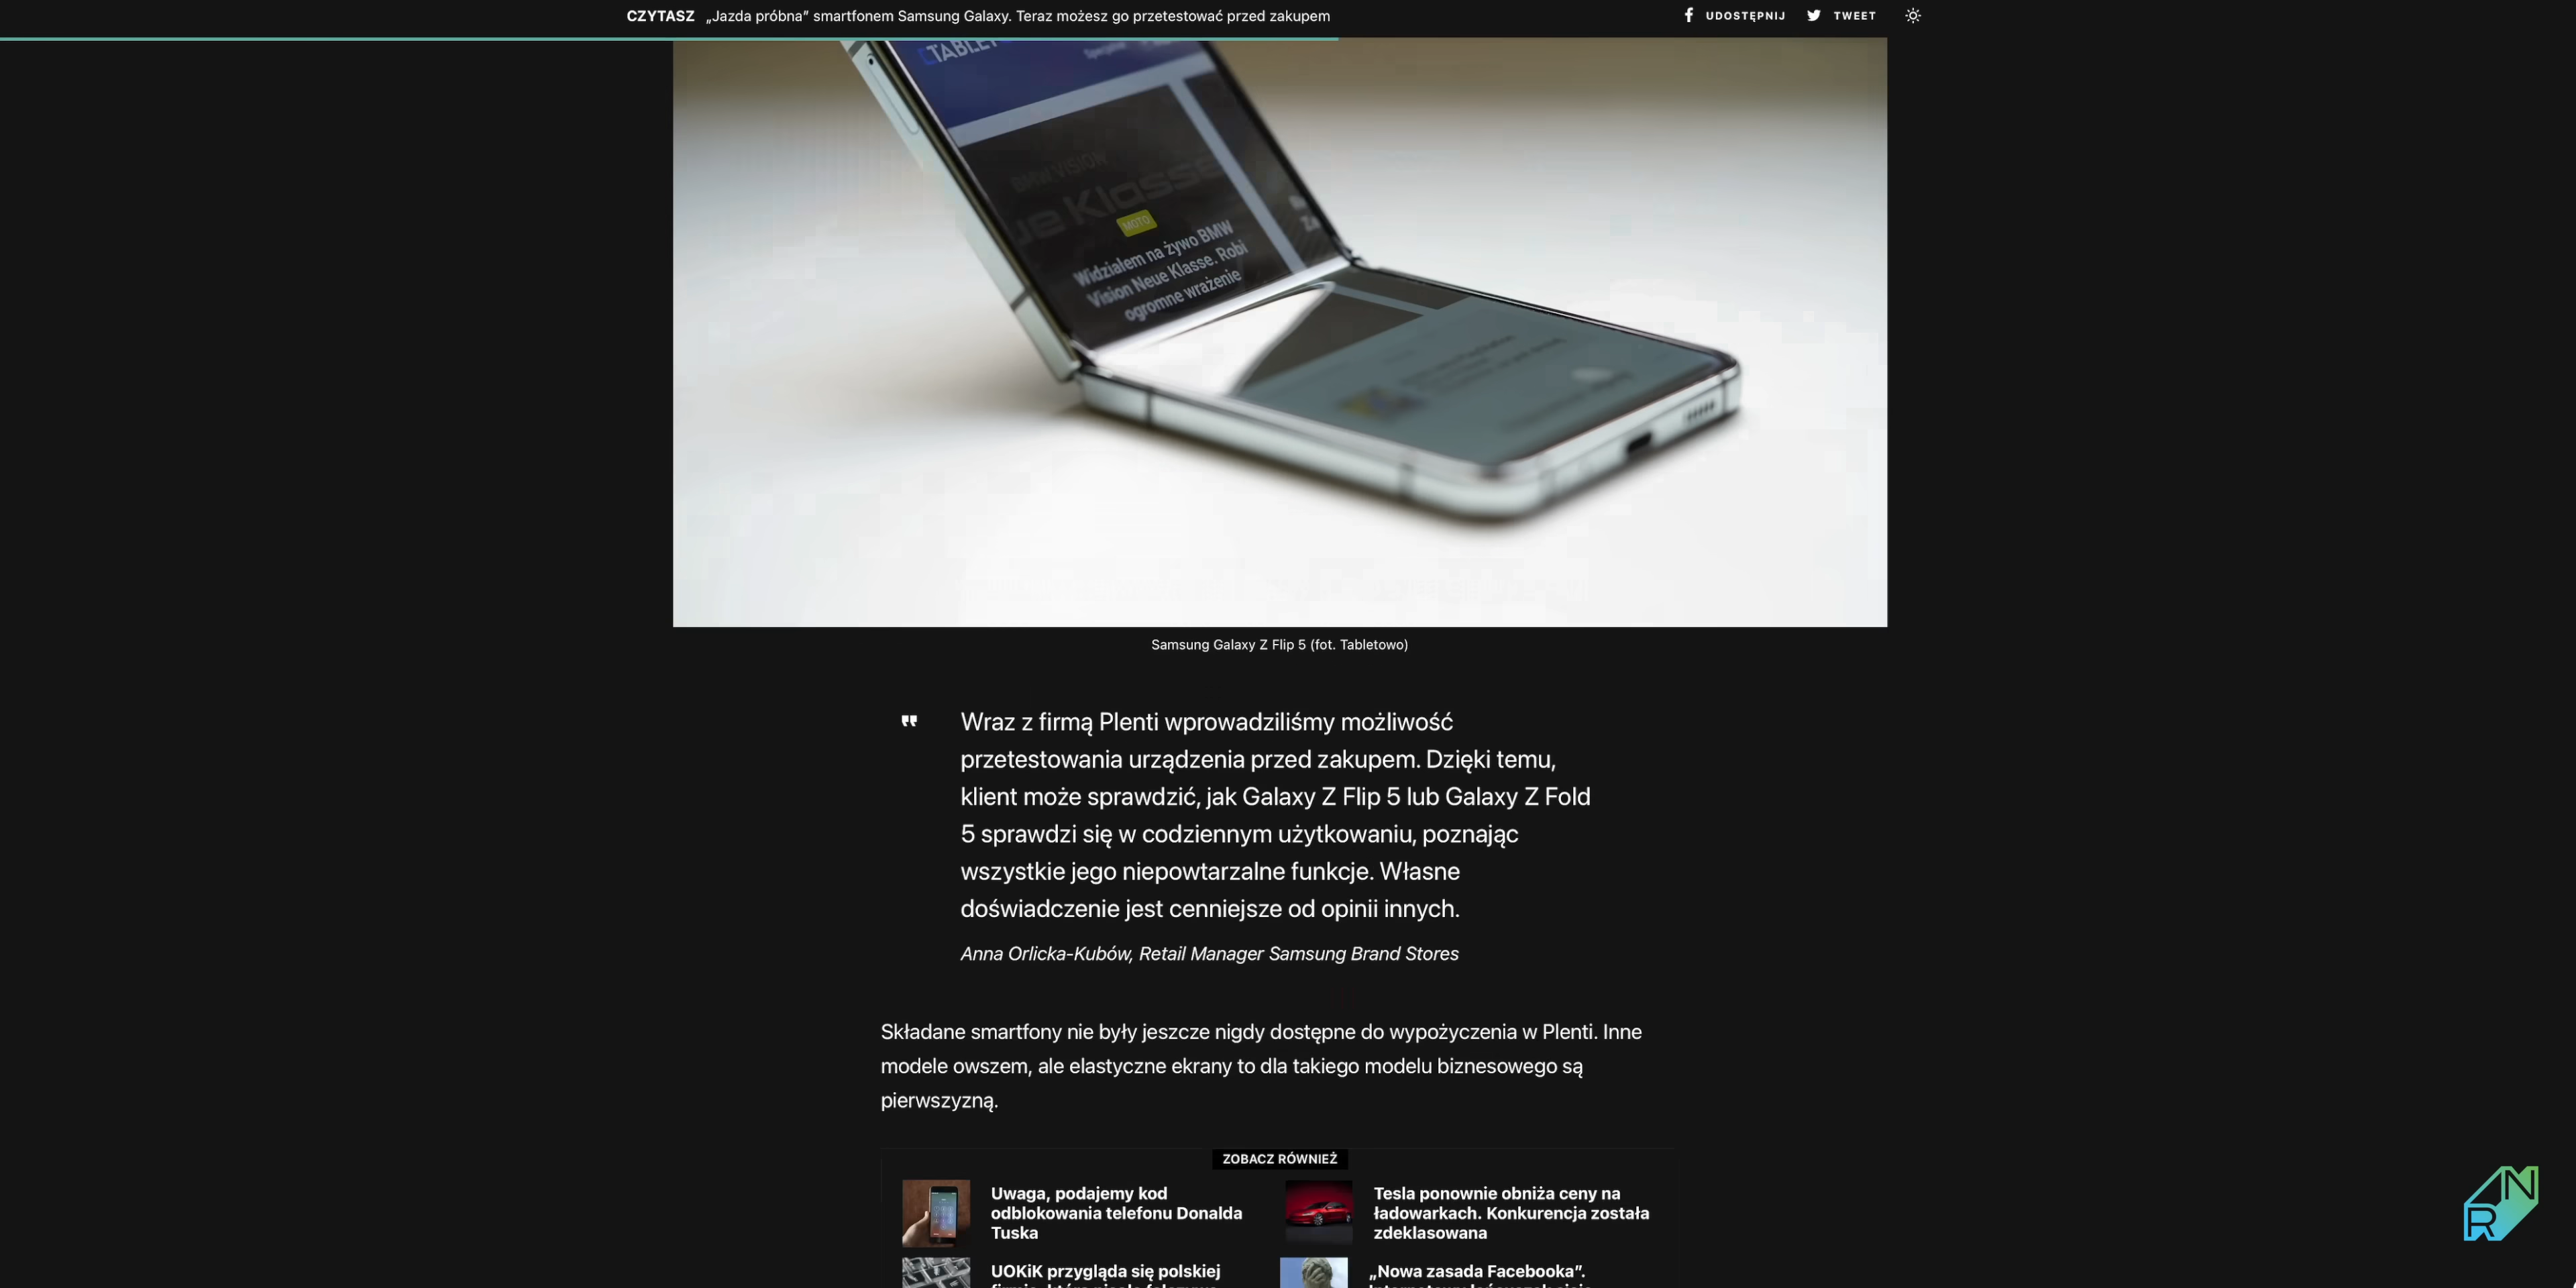 CZYTASZ „Jazda próbna” smartfonem Samsung Galaxy. Teraz możesz go przetestować przed zakupem
UDOSTĘPNIJ TWEET
TABLET
BMW VISION
ue Klasse
MOTO
Widziałem na żywo BMW
Vision Neue Klasse. Robi
ogromne wrażenie
Samsung Galaxy Z Flip 5 (fot. Tabletowo)
Wraz z firmą Plenti wprowadziliśmy możliwość
przetestowania urządzenia przed zakupem. Dzięki temu,
klient może sprawdzić, jak Galaxy Z Flip 5 lub Galaxy Z Fold
5 sprawdzi się w codziennym użytkowaniu, poznając
wszystkie jego niepowtarzalne funkcje. Własne
doświadczenie jest cenniejsze od opinii innych.
Anna Orlicka-Kubów, Retail Manager Samsung Brand Stores
Składane smartfony nie były jeszcze nigdy dostępne do wypożyczenia w Plenti. Inne
modele owszem, ale elastyczne ekrany to dla takiego modelu biznesowego są
pierwszyzną.
ZOBACZ RÓWNIEŻ
Uwaga, podajemy kod
odblokowania telefonu Donalda
Tuska
Tesla ponownie obniża ceny na
ładowarkach. Konkurencja została
zdeklasowana
UOKiK przygląda się polskiej
„Nowa zasada Facebooka”.
RN